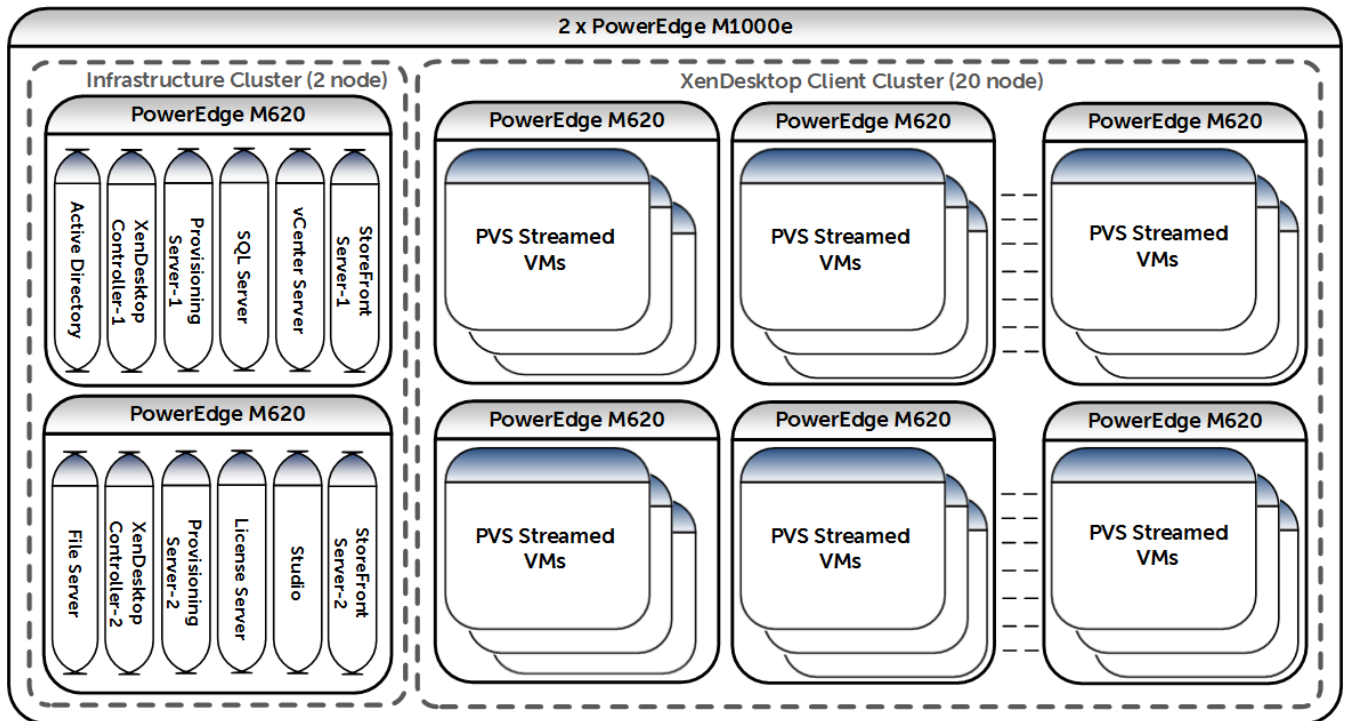 2 x PowerEdge M1000e
Infrastructure Cluster (2 node)
PowerEdge M620
Active Directory
XenDesktop
Controller-1
Provisioning
Server-1
SQL Server
vCenter Server
StoreFront
Server-1
PowerEdge M620
File Server
XenDesktop
Controller-2
Provisioning
Server-2
License Server
Studio
StoreFront
Server-2
XenDesktop Client Cluster (20 node)
PowerEdge M620
PVS Streamed
VMs
PowerEdge M620
PVS Streamed
VMs
PowerEdge M620
PVS Streamed
VMs
PowerEdge M620
PVS Streamed
VMs
PowerEdge M620
PVS Streamed
VMs
PowerEdge M620
PVS Streamed
VMs